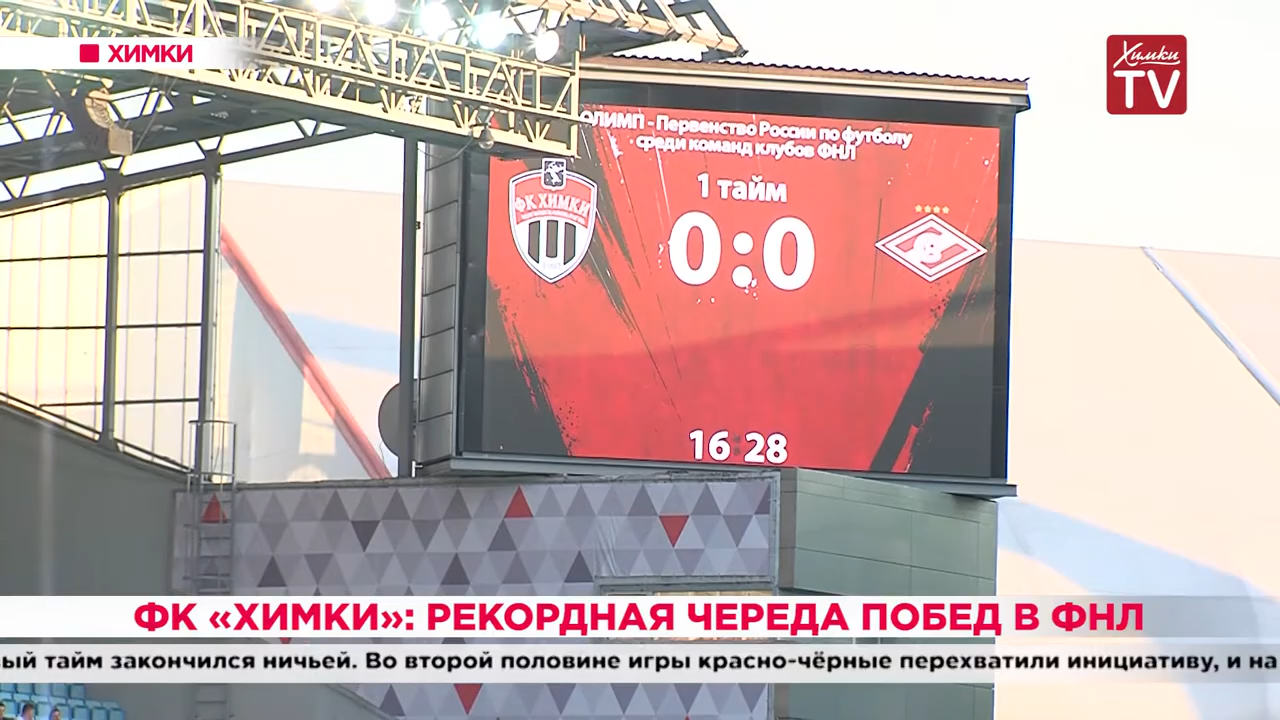 ХИМКИ
Химки
TV
ОЛИМП - Первенство России по футболу
среди команд клубов ФНЛ
1 тайм
ФК ХИМКИ
0:0
16:28
ФК «ХИМКИ»: РЕКОРДНАЯ ЧЕРЕДА ПОБЕД В ФНЛ
вый тайм закончился ничьей. Во второй половине игры красно-чёрные перехватили инициативу, и на